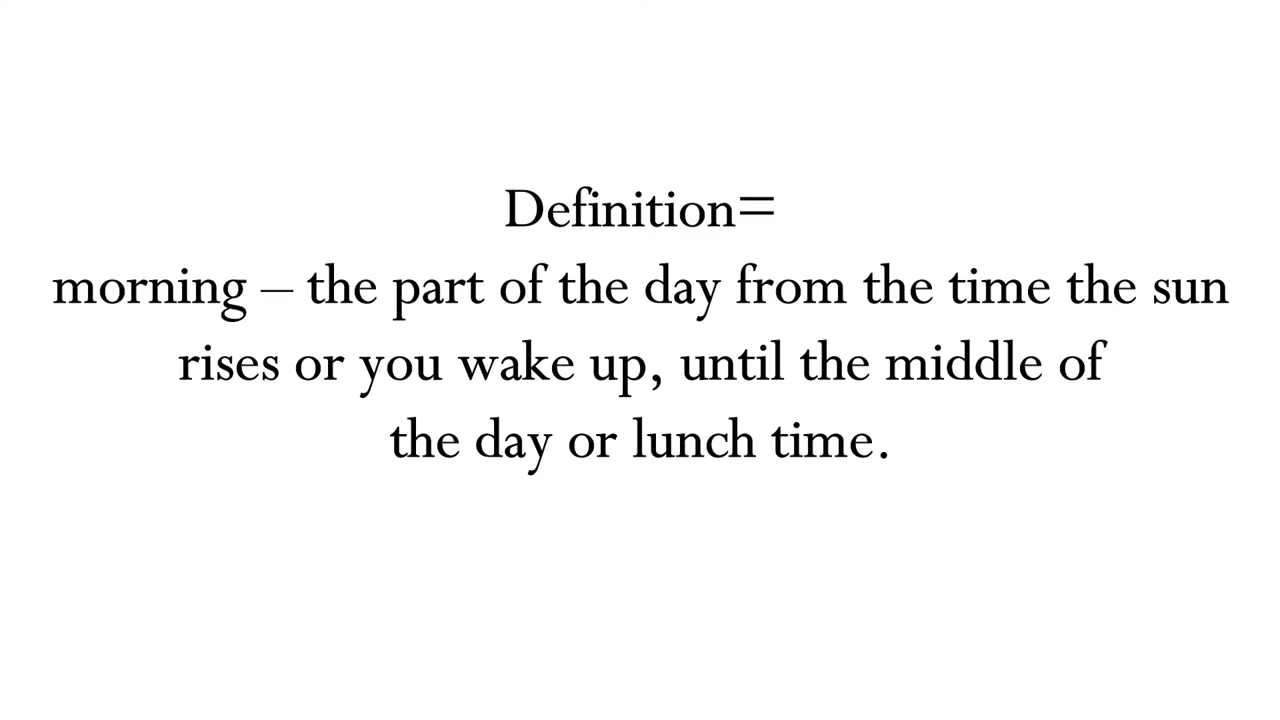 Definition=
morning – the part of the day from the time the sun
rises or you wake up, until the middle of
the day or lunch time.